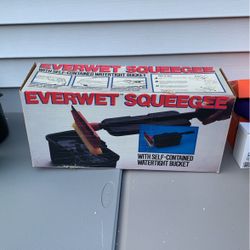 EVERWET SQUEEGEE
WITH SELF-CONTAINED WATERTIGHT BUCKET
EVERWET SQUEEGEE
WITH SELF-CONTAINED
WATERTIGHT BUCKET